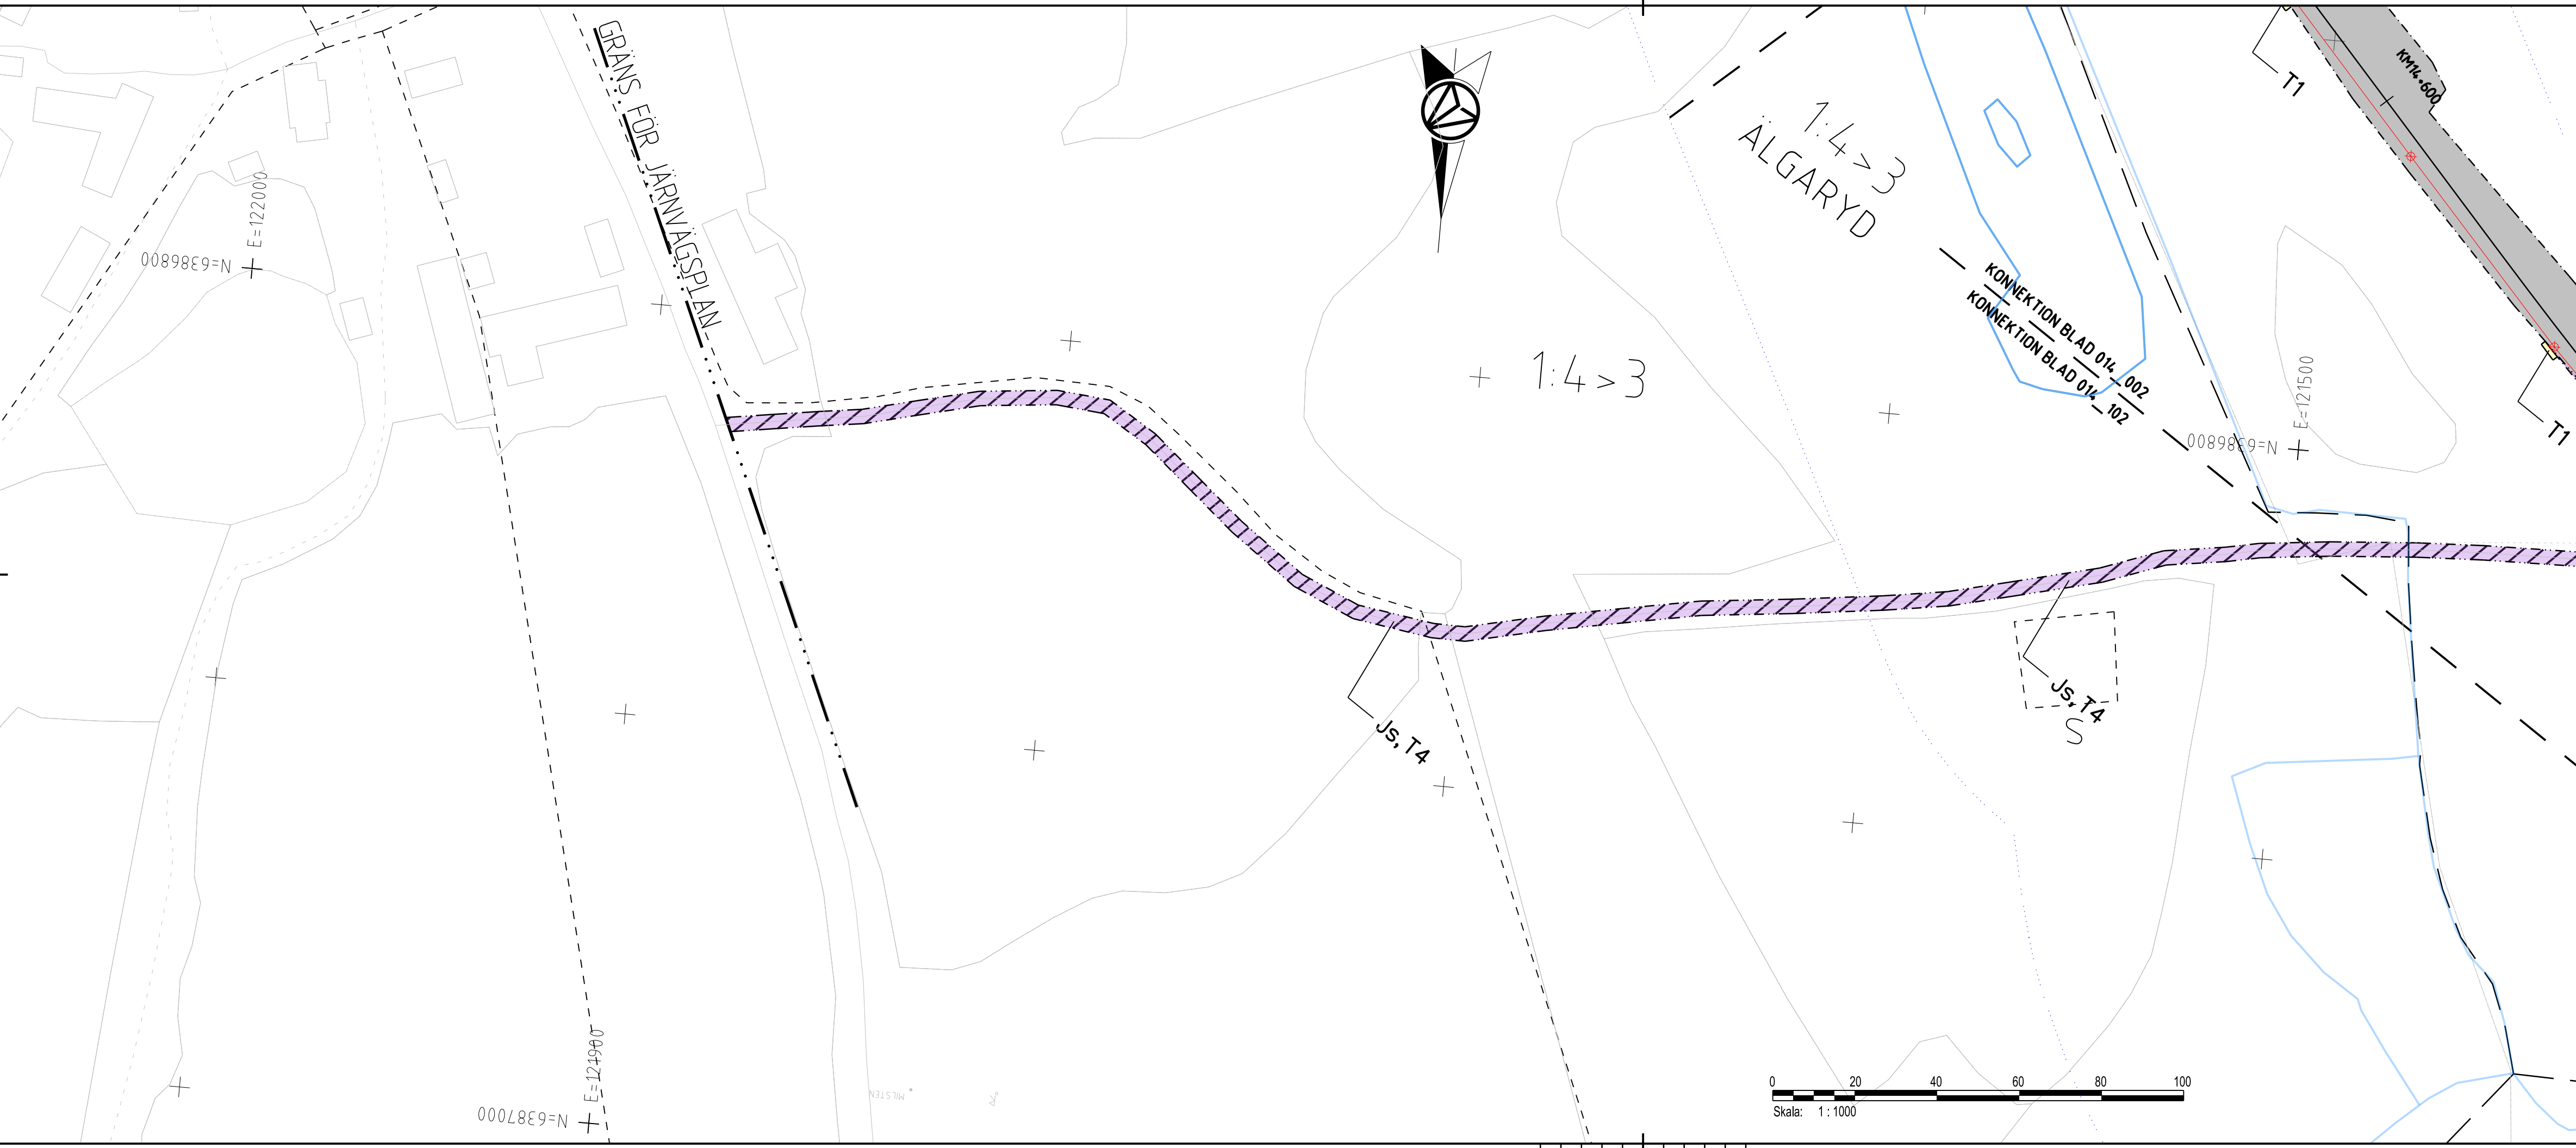 GRÄNS FÖR JÄRNVÄGSPLAN
E=122000
N=6386800
1:4>3
ÄLGARYD
KM14+600
T1
1:4>3
KONNEKTION BLAD 014_002
KONNEKTION BLAD 014_102
E=121500
N=6386800
T1
Js, T4
Js, T4
S
E=121900
N=6387000
MILSTEN
R
0 20 40 60 80 100
Skala: 1 : 1000